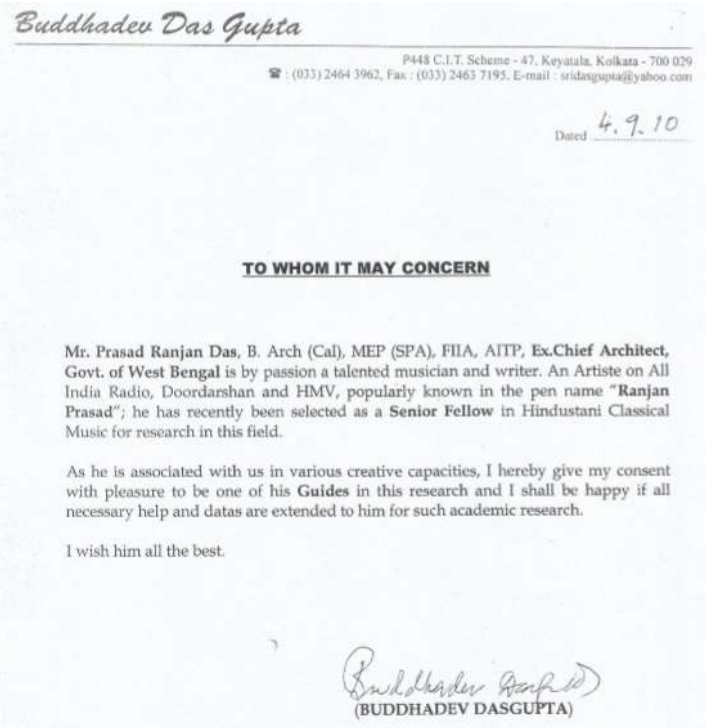 Buddhadev Das Gupta
P448 C.I.T. Scheme - 47, Keyatala, Kolkata - 700 029
☎ : (033) 2464 3962, Fax : (033) 2463 7195, E-mail : sridasgupta@yahoo.com
Dated 4.9.10
TO WHOM IT MAY CONCERN
Mr. Prasad Ranjan Das, B. Arch (Cal), MEP (SPA), FIIA, AITP, Ex.Chief Architect,
Govt. of West Bengal is by passion a talented musician and writer. An Artiste on All
India Radio, Doordarshan and HMV, popularly known in the pen name "Ranjan
Prasad"; he has recently been selected as a Senior Fellow in Hindustani Classical
Music for research in this field.
As he is associated with us in various creative capacities, I hereby give my consent
with pleasure to be one of his Guides in this research and I shall be happy if all
necessary help and datas are extended to him for such academic research.
I wish him all the best.
Buddhadev Dasgupta
(BUDDHADEV DASGUPTA)